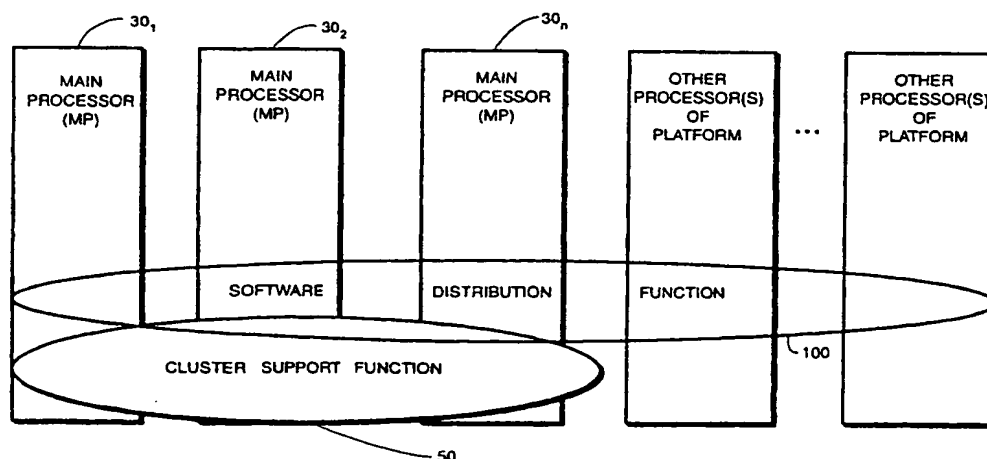 30₁
30₂
30ₙ
MAIN
PROCESSOR
(MP)
MAIN
PROCESSOR
(MP)
MAIN
PROCESSOR
(MP)
OTHER
PROCESSOR(S)
OF
PLATFORM
...
OTHER
PROCESSOR(S)
OF
PLATFORM
SOFTWARE DISTRIBUTION FUNCTION
100
CLUSTER SUPPORT FUNCTION
50